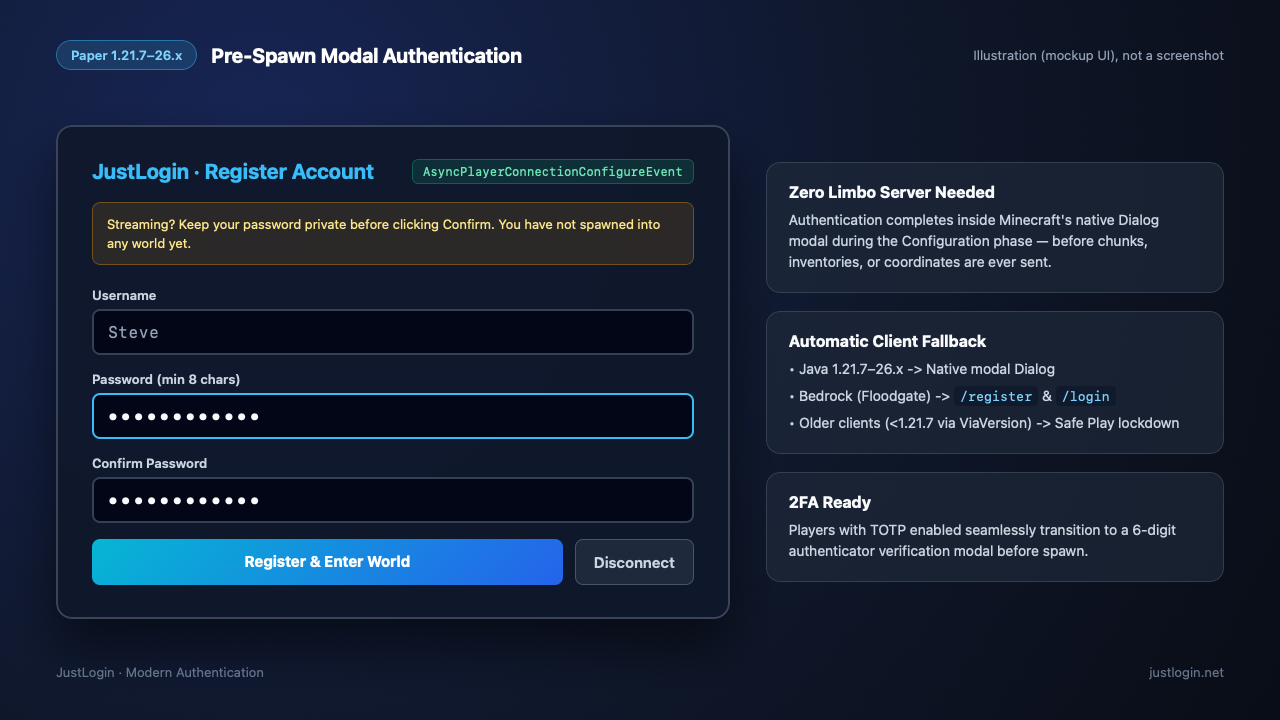 Paper 1.21.7–26.x
Pre-Spawn Modal Authentication
Illustration (mockup UI), not a screenshot
JustLogin · Register Account
AsyncPlayerConnectionConfigureEvent
Streaming? Keep your password private before clicking Confirm. You have not spawned into
any world yet.
Username
Steve
Password (min 8 chars)
●●●●●●●●●●●●
Confirm Password
●●●●●●●●●●●●
Register & Enter World
Disconnect
Zero Limbo Server Needed
Authentication completes inside Minecraft's native Dialog
modal during the Configuration phase — before chunks,
inventories, or coordinates are ever sent.
Automatic Client Fallback
• Java 1.21.7–26.x -> Native modal Dialog
• Bedrock (Floodgate) -> /register & /login
• Older clients (<1.21.7 via ViaVersion) -> Safe Play lockdown
2FA Ready
Players with TOTP enabled seamlessly transition to a 6-digit
authenticator verification modal before spawn.
JustLogin · Modern Authentication
justlogin.net